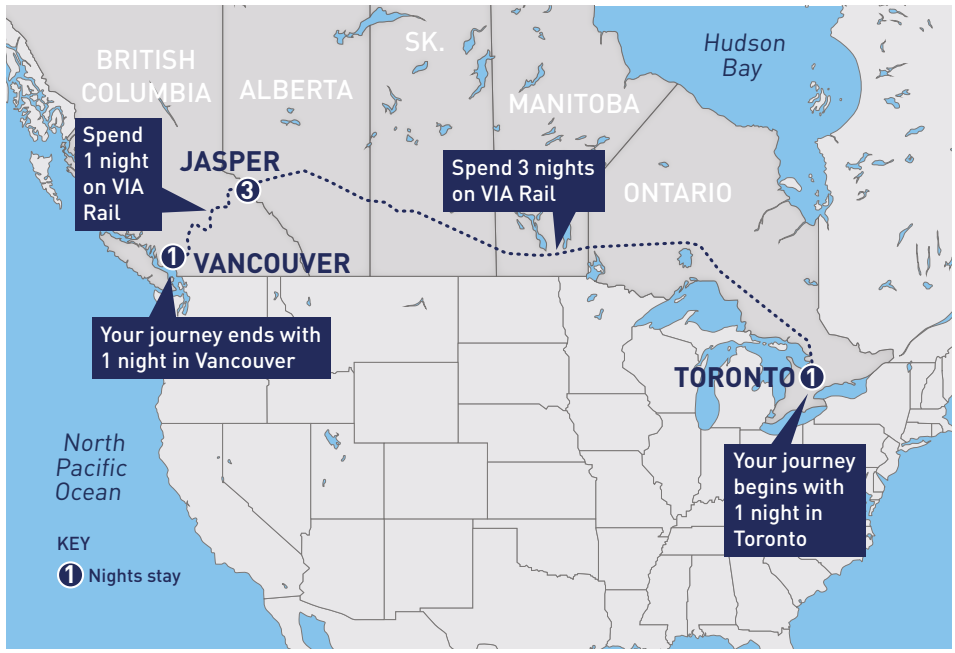 SK.
Hudson
Bay
BRITISH
COLUMBIA
ALBERTA
MANITOBA
Spend
1 night
on VIA
Rail
JASPER
3
Spend 3 nights
on VIA Rail
ONTARIO
1
VANCOUVER
Your journey ends with
1 night in Vancouver
TORONTO
1
North
Pacific
Ocean
Your journey
begins with
1 night in
Toronto
KEY
1 Nights stay